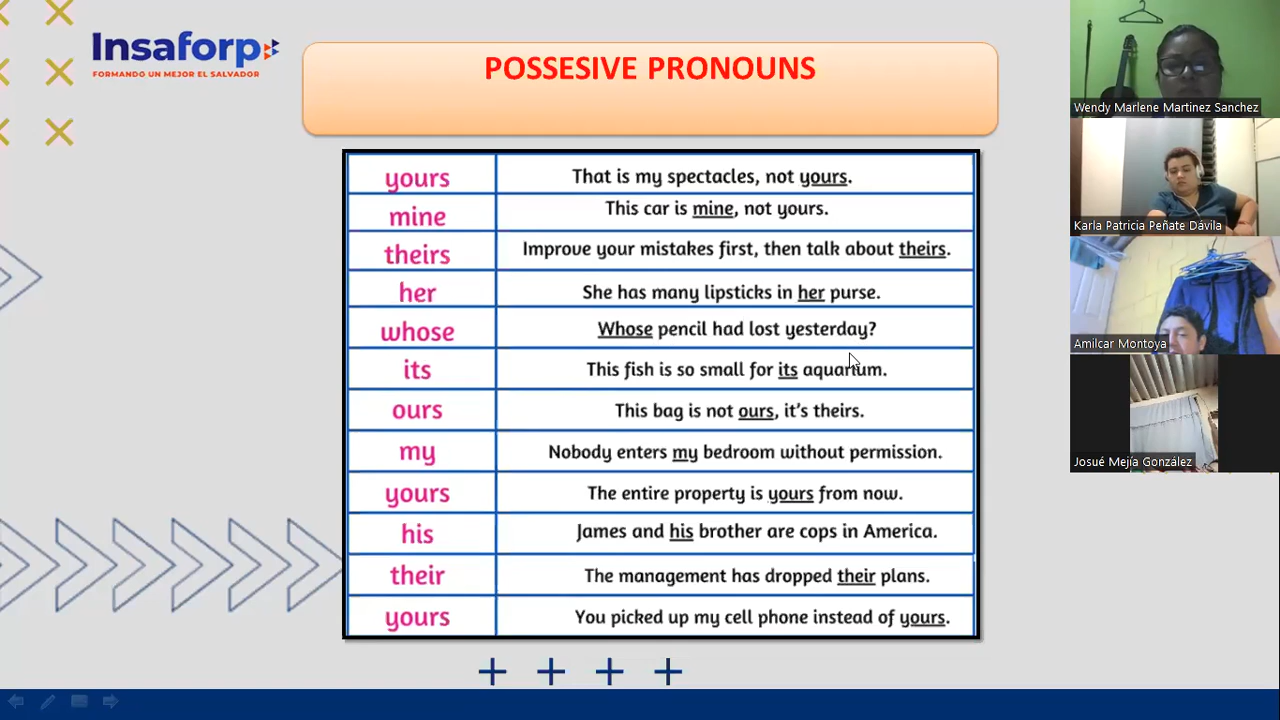 Insaforp
FORMANDO UN MEJOR EL SALVADOR
POSSESIVE PRONOUNS
yours That is my spectacles, not yours.
mine This car is mine, not yours.
theirs Improve your mistakes first, then talk about theirs.
her She has many lipsticks in her purse.
whose Whose pencil had lost yesterday?
its This fish is so small for its aquarium.
ours This bag is not ours, it's theirs.
my Nobody enters my bedroom without permission.
yours The entire property is yours from now.
his James and his brother are cops in America.
their The management has dropped their plans.
yours You picked up my cell phone instead of yours.
Wendy Marlene Martinez Sanchez
Karla Patricia Peñate Dávila
Amilcar Montoya
Josué Mejía González